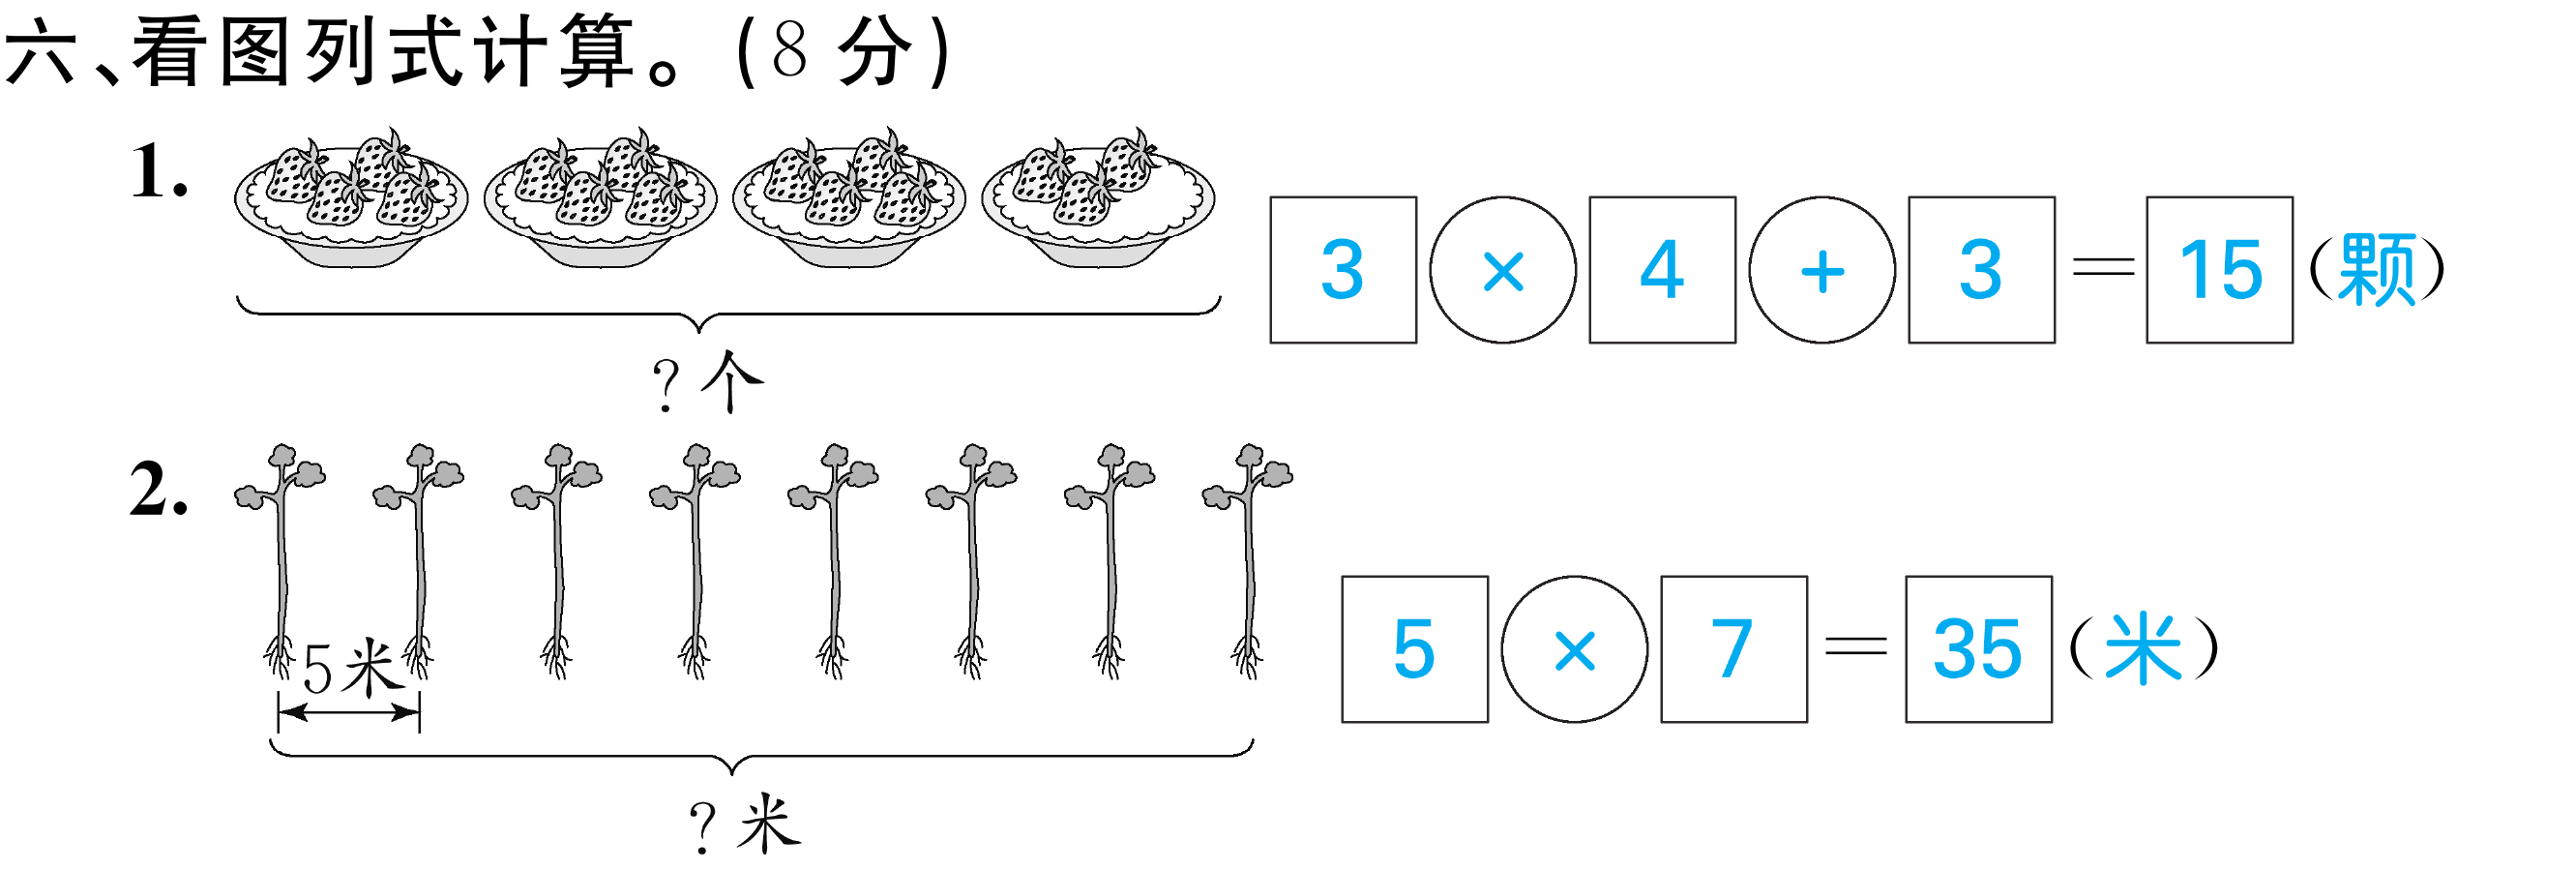 六、看图列式计算。(8分)
1.
3 × 4 + 3 = 15 (颗)
?个
2.
5米
5 × 7 = 35 (米)
?米